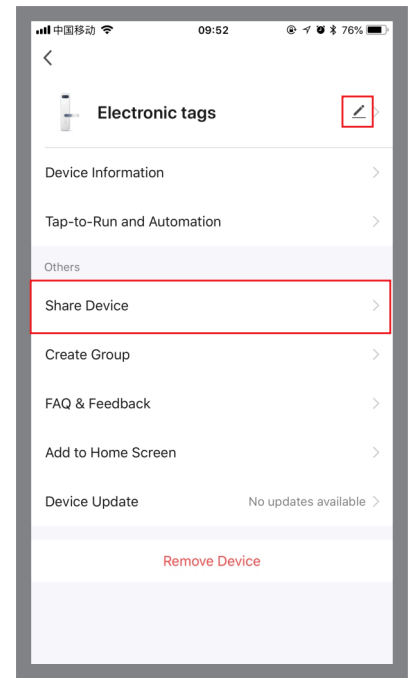 中国移动 09:52 76%
Electronic tags
Device Information
Tap-to-Run and Automation
Others
Share Device
Create Group
FAQ & Feedback
Add to Home Screen
Device Update No updates available
Remove Device